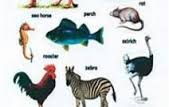 sea horse perch rat
rooster zebra ostrich